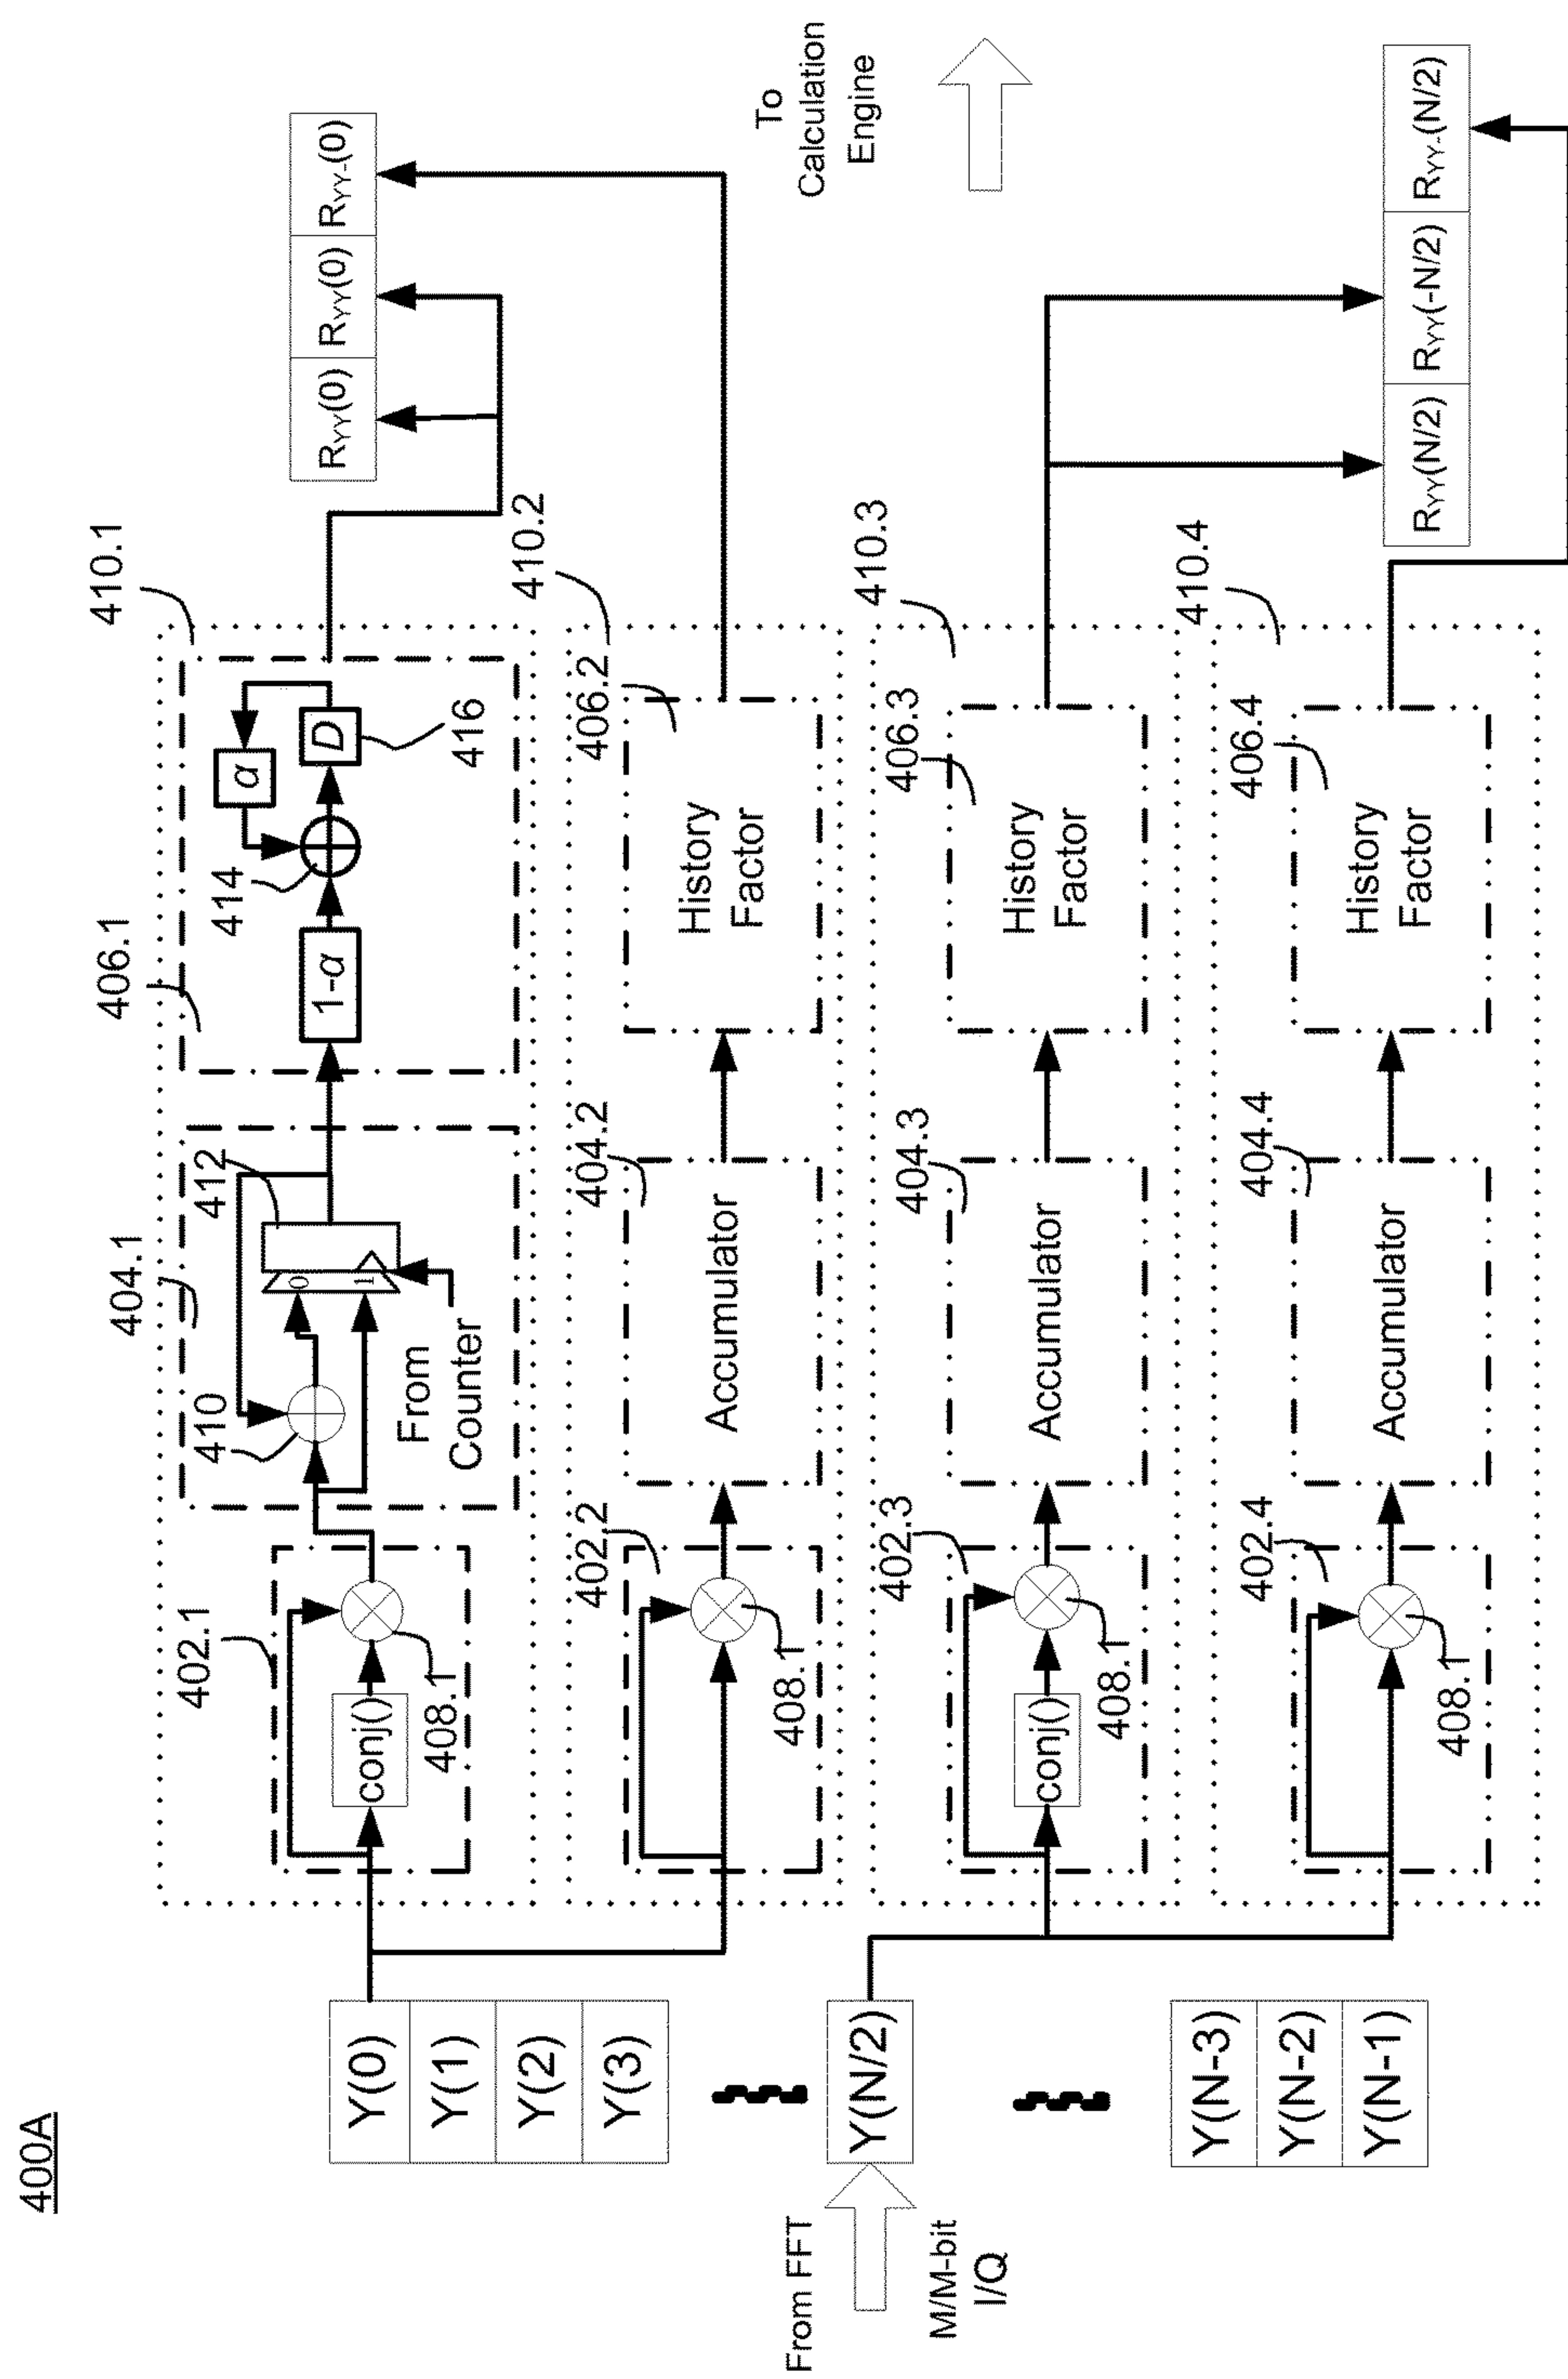 400A
From FFT
M/M-bit
I/Q
Y(0)
Y(1)
Y(2)
Y(3)
Y(N/2)
Y(N-3)
Y(N-2)
Y(N-1)
410.1
402.1
conj()
408.1
404.1
410
412
0
1
From
Counter
406.1
1-α
414
α
D
416
RYY(0)
RYY(0)
RYY-(0)
410.2
402.2
408.1
404.2
Accumulator
406.2
History
Factor
To
Calculation
Engine
410.3
402.3
conj()
408.1
404.3
Accumulator
406.3
History
Factor
410.4
402.4
408.1
404.4
Accumulator
406.4
History
Factor
RYY(N/2)
RYY(-N/2)
RYY-(N/2)